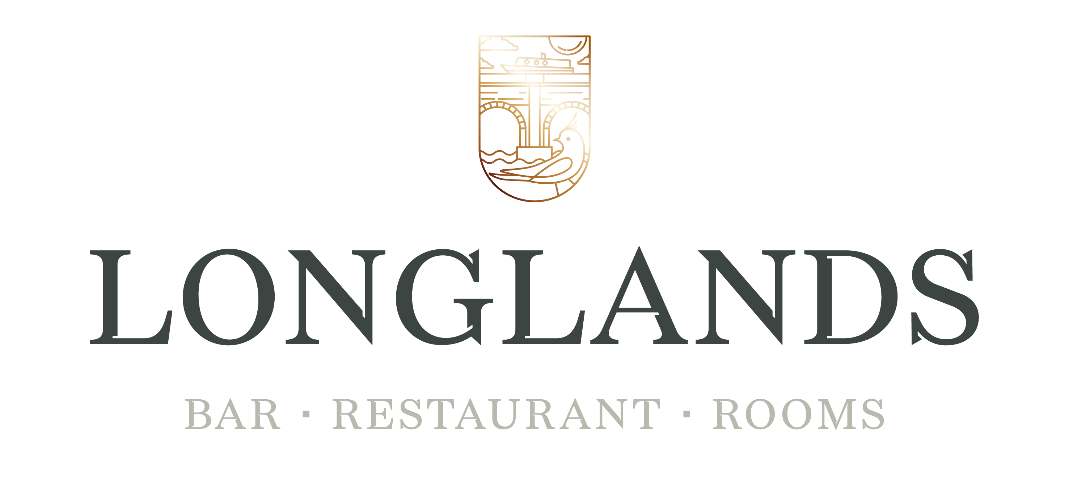 LONGLANDS
BAR · RESTAURANT · ROOMS